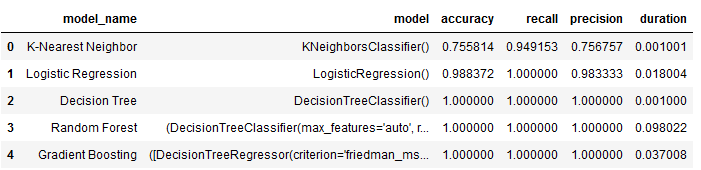 model_name model accuracy recall precision duration
0 K-Nearest Neighbor KNeighborsClassifier() 0.755814 0.949153 0.756757 0.001001
1 Logistic Regression LogisticRegression() 0.988372 1.000000 0.983333 0.018004
2 Decision Tree DecisionTreeClassifier() 1.000000 1.000000 1.000000 0.001000
3 Random Forest (DecisionTreeClassifier(max_features='auto', r... 1.000000 1.000000 1.000000 0.098022
4 Gradient Boosting ([DecisionTreeRegressor(criterion='friedman_ms... 1.000000 1.000000 1.000000 0.037008